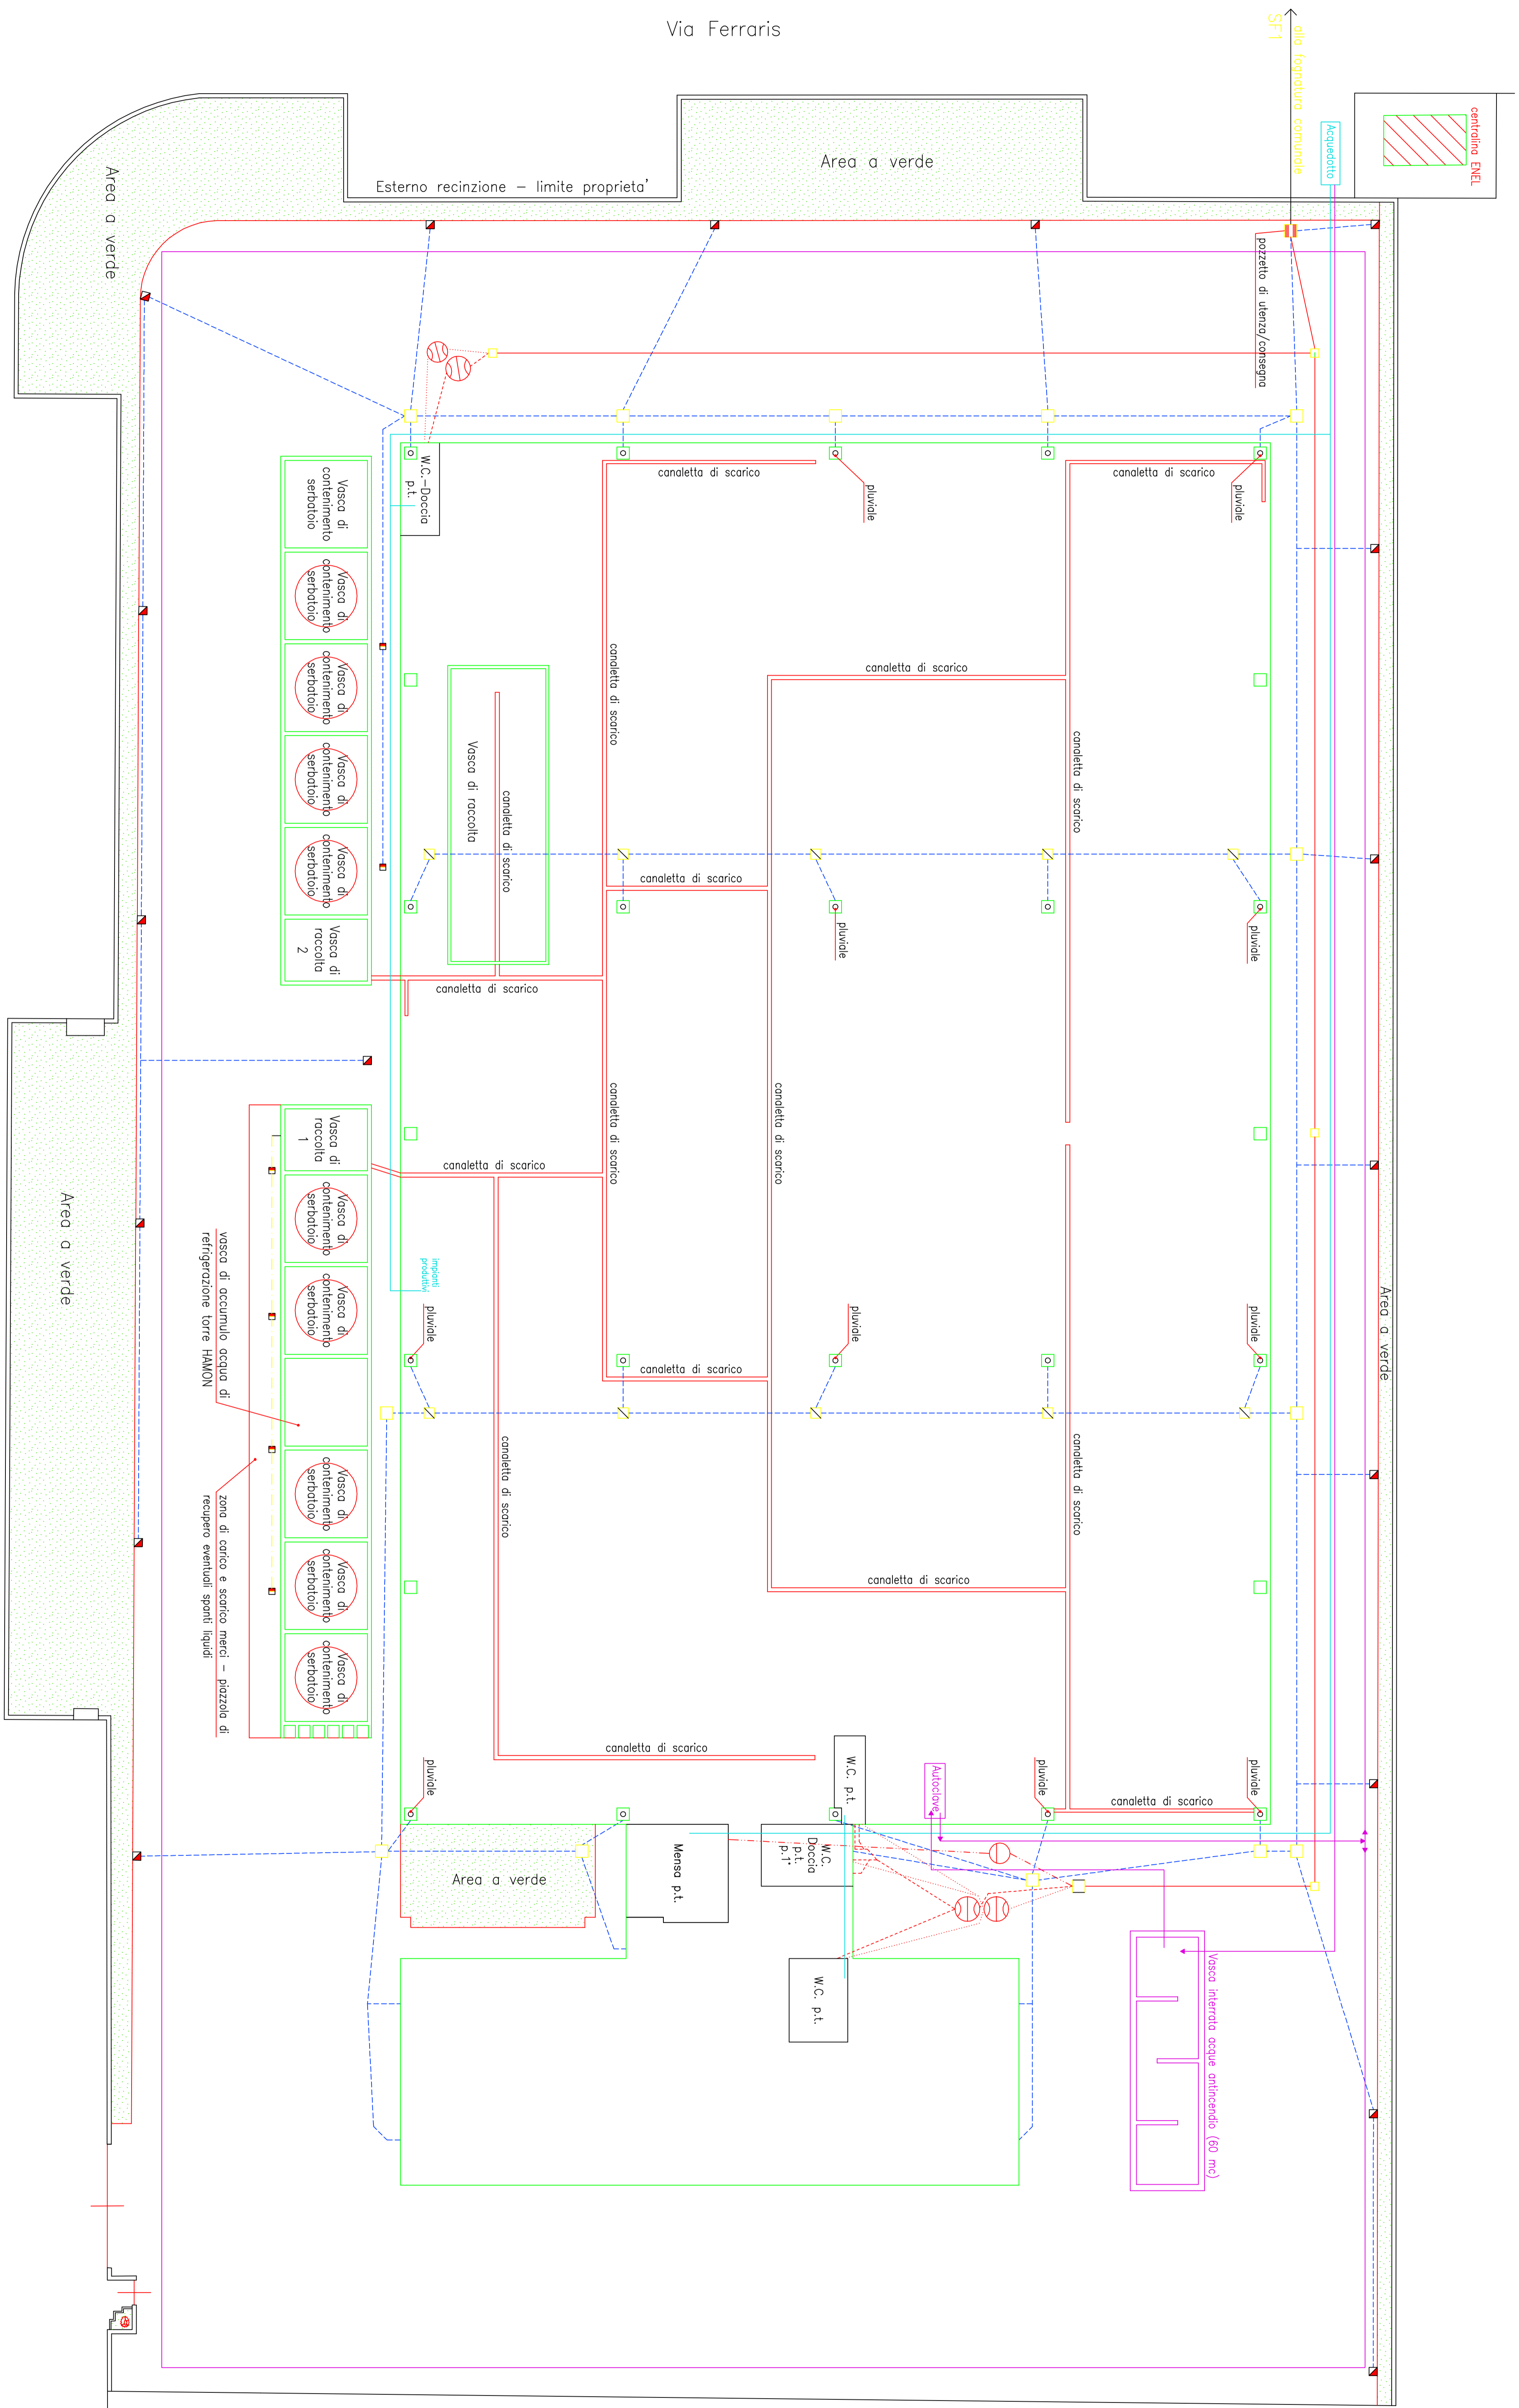 Via Ferraris
SF1
alla fognatura comunale
centralina ENEL
Acquedotto
Area a verde
Area a verde
Esterno recinzione - limite proprieta'
pozzetto di utenza/consegna
W.C.-Doccia
p.t.
canaletta di scarico
canaletta di scarico
pluviale
pluviale
Vasca di
contenimento
serbatoio
Vasca di
contenimento
serbatoio
Vasca di
contenimento
serbatoio
Vasca di
contenimento
serbatoio
Vasca di
contenimento
serbatoio
Vasca di
raccolta
2
Vasca di raccolta
canaletta di scarico
canaletta di scarico
canaletta di scarico
canaletta di scarico
canaletta di scarico
pluviale
pluviale
canaletta di scarico
Vasca di
raccolta
1
canaletta di scarico
canaletta di scarico
canaletta di scarico
Vasca di
contenimento
serbatoio
Vasca di
contenimento
serbatoio
Area a verde
vasca di accumulo acqua di
refrigerazione torre HAMON
impianti
produttivi
pluviale
pluviale
pluviale
Area a verde
canaletta di scarico
canaletta di scarico
canaletta di scarico
Vasca di
contenimento
serbatoio
Vasca di
contenimento
serbatoio
Vasca di
contenimento
serbatoio
zona di carico e scarico merci - piazzola di
recupero eventuali spanti liquidi
canaletta di scarico
canaletta di scarico
pluviale
W.C. p.t.
Autoclave
pluviale
pluviale
canaletta di scarico
Area a verde
Mensa p.t.
W.C.
Doccia
p.t.
p.1°
W.C. p.t.
Vasca interrata acque antincendio (60 mc)